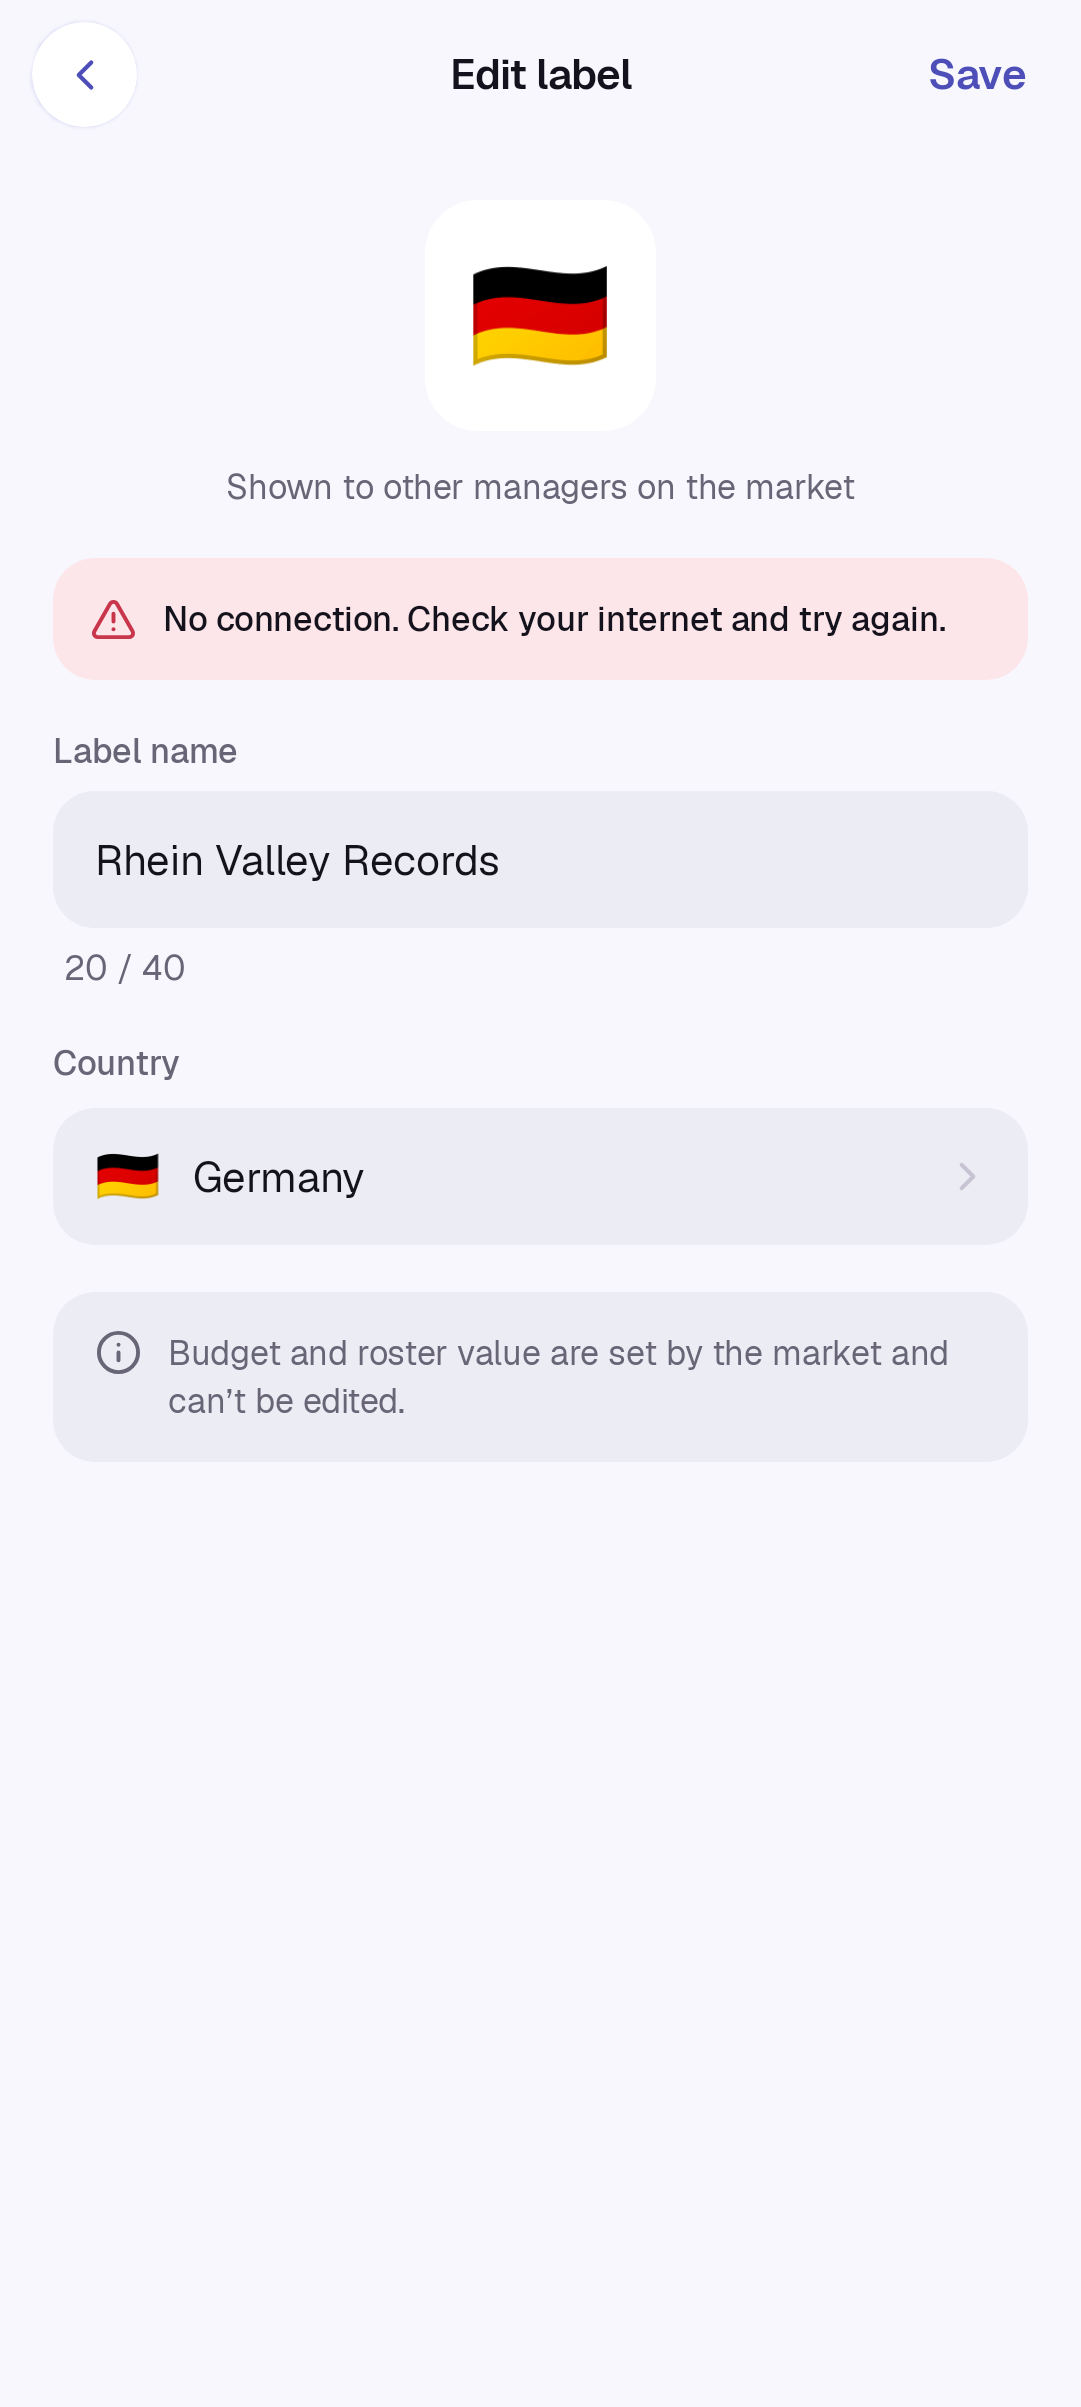 Edit label
Save
Shown to other managers on the market
No connection. Check your internet and try again.
Label name
Rhein Valley Records
20 / 40
Country
Germany
Budget and roster value are set by the market and
can’t be edited.